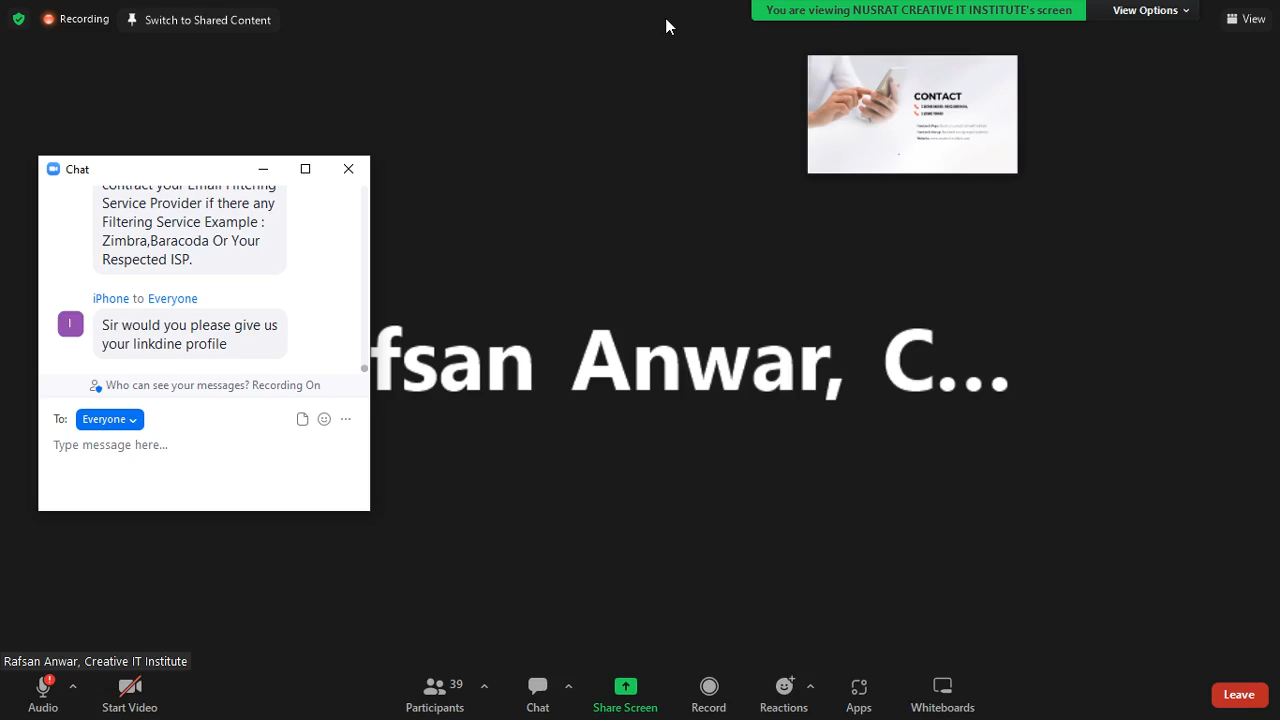 Recording
Switch to Shared Content
You are viewing NUSRAT CREATIVE IT INSTITUTE's screen
View Options
View
CONTACT
Chat
contract your Email Filtering
Service Provider if there any
Filtering Service Example :
Zimbra,Baracoda Or Your
Respected ISP.
iPhone to Everyone
I
Sir would you please give us
your linkdine profile
Who can see your messages? Recording On
To: Everyone
Type message here...
fsan Anwar, C...
Rafsan Anwar, Creative IT Institute
Audio
Start Video
39
Participants
Chat
Share Screen
Record
Reactions
Apps
Whiteboards
Leave